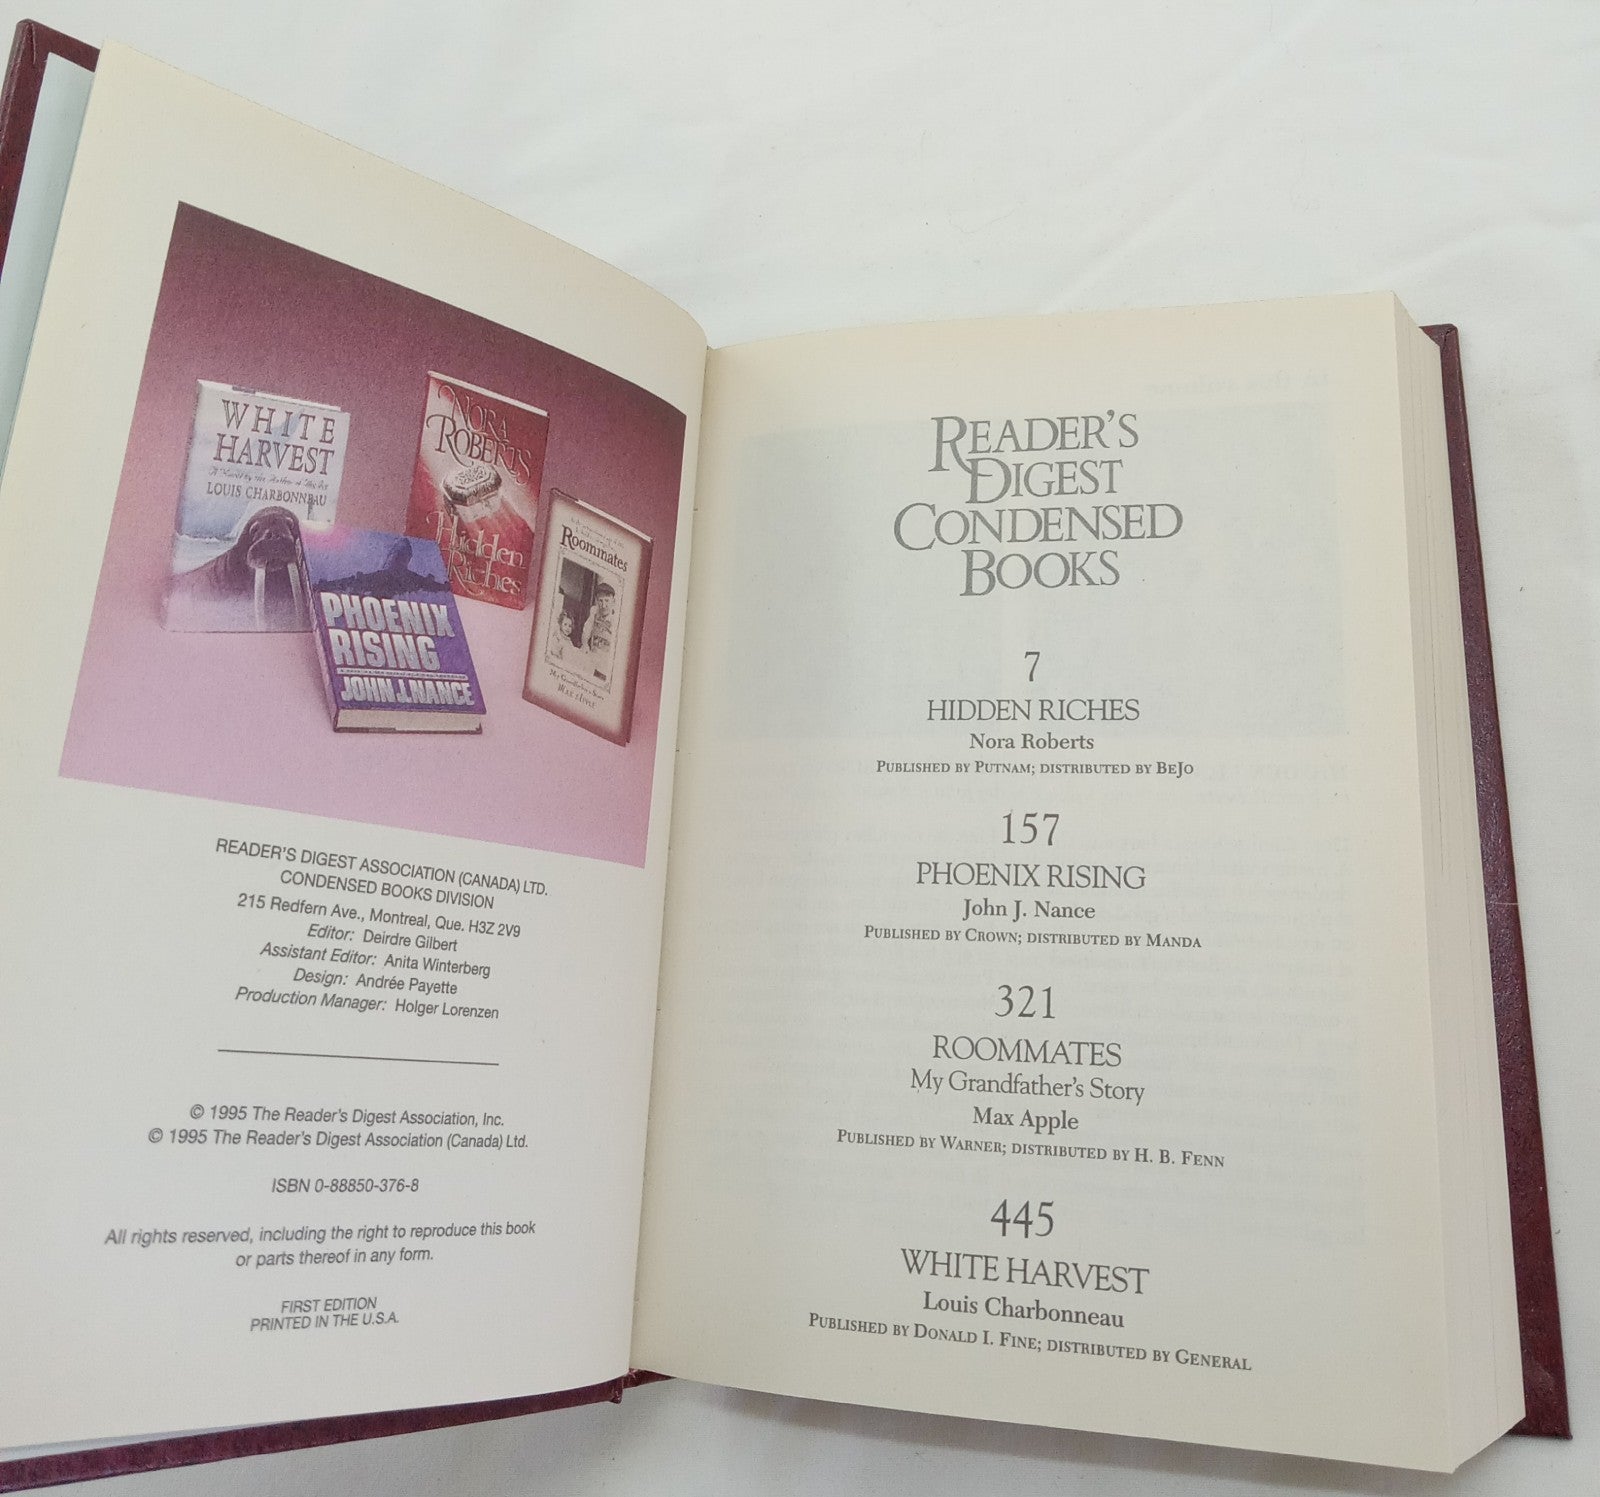 WHITE
HARVEST
LOUIS CHARBONNEAU
NORA
ROBERTS
Hidden
Riches
Roommates
My Grandfather's Story
MAX APPLE
PHOENIX
RISING
JOHN J. NANCE
READER'S DIGEST ASSOCIATION (CANADA) LTD.
CONDENSED BOOKS DIVISION
215 Redfern Ave., Montreal, Que. H3Z 2V9
Editor: Deirdre Gilbert
Assistant Editor: Anita Winterberg
Design: Andrée Payette
Production Manager: Holger Lorenzen
© 1995 The Reader's Digest Association, Inc.
© 1995 The Reader's Digest Association (Canada) Ltd.
ISBN 0-88850-376-8
All rights reserved, including the right to reproduce this book
or parts thereof in any form.
FIRST EDITION
PRINTED IN THE U.S.A.
READER'S
DIGEST
CONDENSED
BOOKS
7
HIDDEN RICHES
Nora Roberts
PUBLISHED BY PUTNAM; DISTRIBUTED BY BEJO
157
PHOENIX RISING
John J. Nance
PUBLISHED BY CROWN; DISTRIBUTED BY MANDA
321
ROOMMATES
My Grandfather's Story
Max Apple
PUBLISHED BY WARNER; DISTRIBUTED BY H. B. FENN
445
WHITE HARVEST
Louis Charbonneau
PUBLISHED BY DONALD I. FINE; DISTRIBUTED BY GENERAL